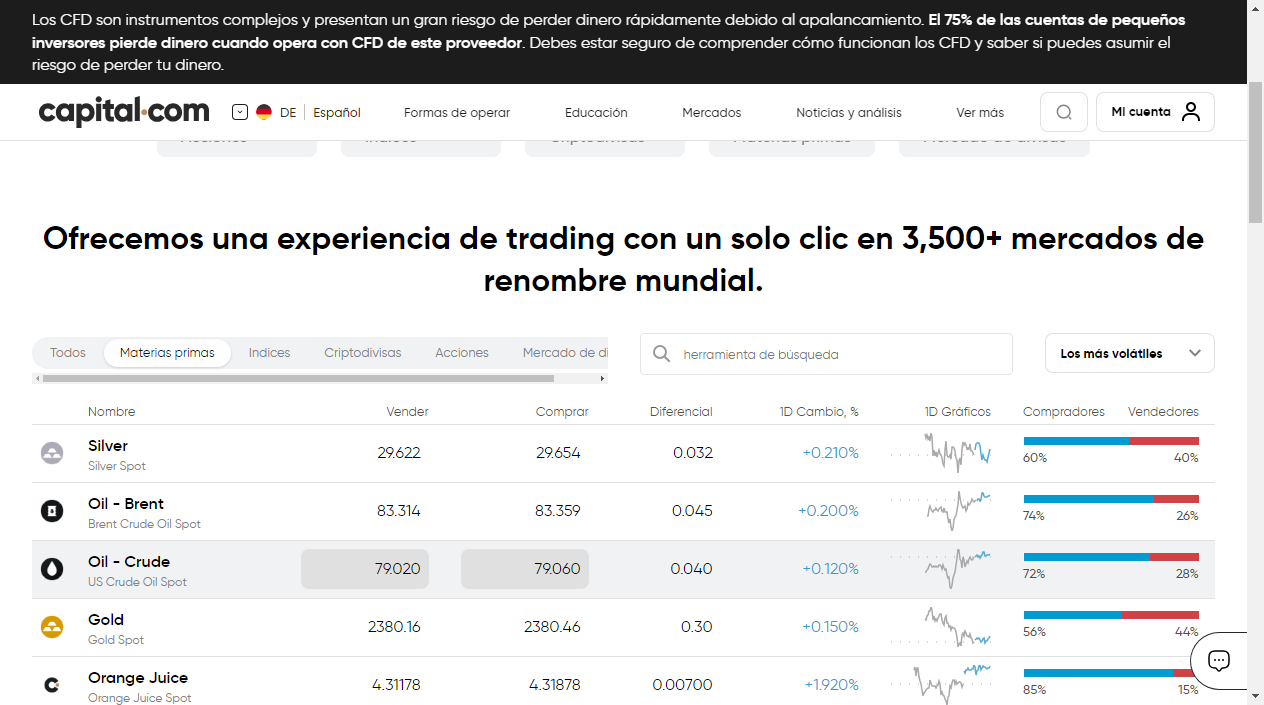 Los CFD son instrumentos complejos y presentan un gran riesgo de perder dinero rápidamente debido al apalancamiento. El 75% de las cuentas de pequeños
inversores pierde dinero cuando opera con CFD de este proveedor. Debes estar seguro de comprender cómo funcionan los CFD y saber si puedes asumir el
riesgo de perder tu dinero.
capital.com DE Español Formas de operar Educación Mercados Noticias y análisis Ver más Mi cuenta
Ofrecemos una experiencia de trading con un solo clic en 3,500+ mercados de
renombre mundial.
Todos Materias primas Indices Criptodivisas Acciones Mercado de di herramienta de búsqueda Los más volátiles
Nombre Vender Comprar Diferencial 1D Cambio, % 1D Gráficos Compradores Vendedores
Silver 29.622 29.654 0.032 +0.210%
Silver Spot 60% 40%
Oil - Brent 83.314 83.359 0.045 +0.200%
Brent Crude Oil Spot 74% 26%
Oil - Crude 79.020 79.060 0.040 +0.120%
US Crude Oil Spot 72% 28%
Gold 2380.16 2380.46 0.30 +0.150%
Gold Spot 56% 44%
Orange Juice 4.31178 4.31878 0.00700 +1.920%
Orange Juice Spot 85% 15%